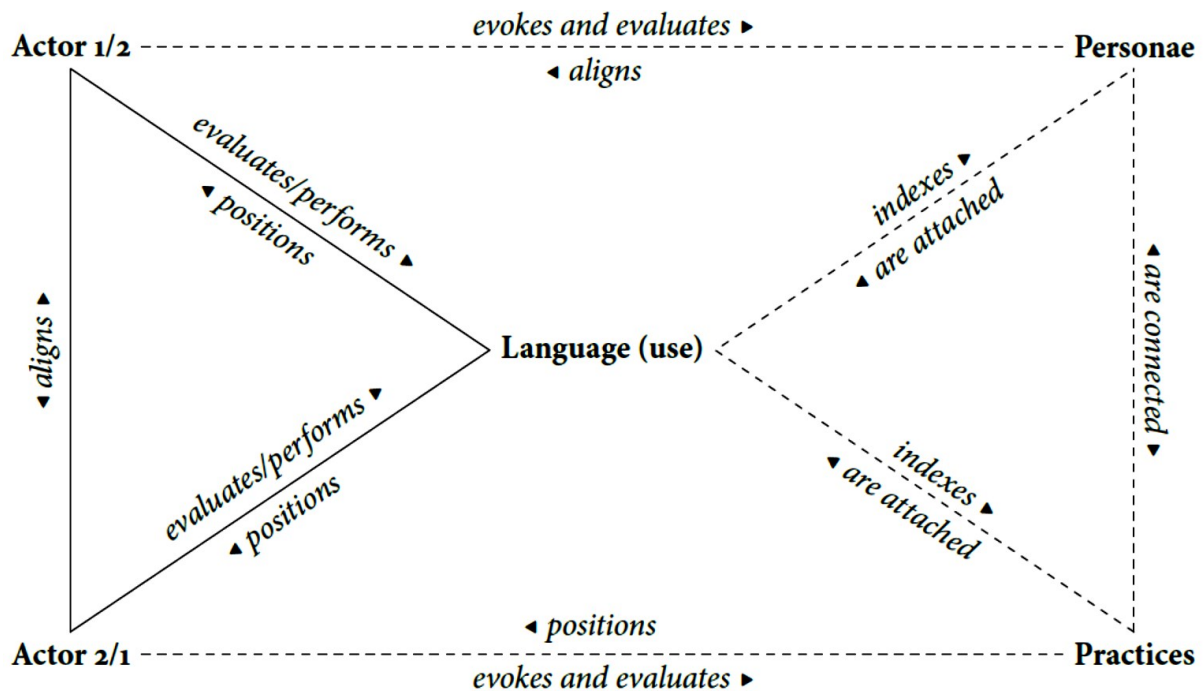 evokes and evaluates ►
Actor 1/2
Personae
◄ aligns
evaluates/performs ►
◄ positions
indexes ►
◄ are attached
◄ aligns ►
◄ are connected ►
Language (use)
evaluates/performs ►
◄ positions
indexes ►
◄ are attached
◄ positions
Actor 2/1
Practices
evokes and evaluates ►